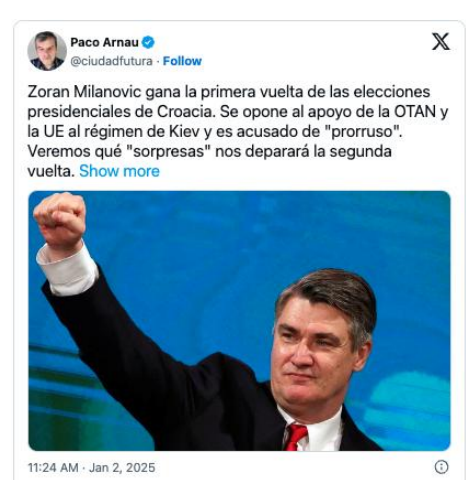 Paco Arnau
@ciudadfutura · Follow
Zoran Milanovic gana la primera vuelta de las elecciones
presidenciales de Croacia. Se opone al apoyo de la OTAN y
la UE al régimen de Kiev y es acusado de "prorruso".
Veremos qué "sorpresas" nos deparará la segunda
vuelta. Show more
11:24 AM · Jan 2, 2025